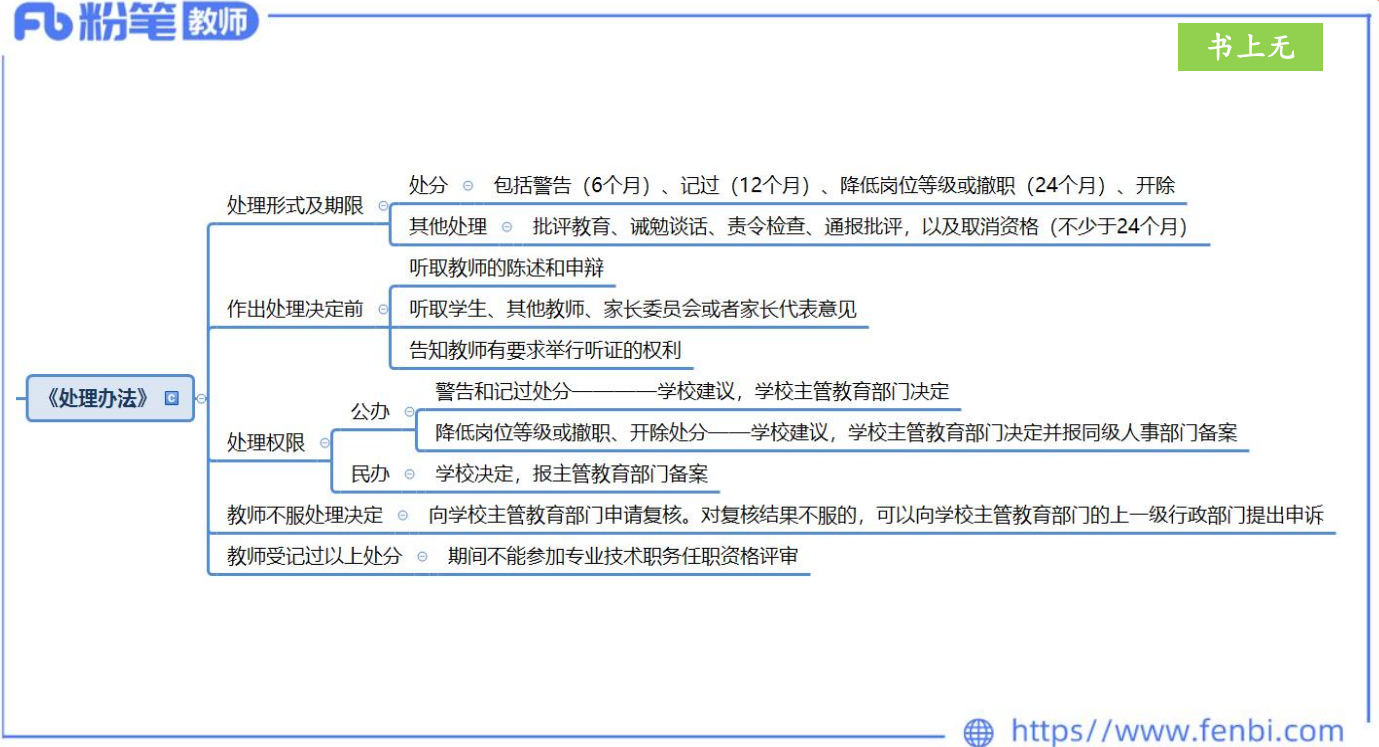 粉笔教师
书上无
处分 包括警告（6个月）、记过（12个月）、降低岗位等级或撤职（24个月）、开除
处理形式及期限
其他处理 批评教育、诫勉谈话、责令检查、通报批评，以及取消资格（不少于24个月）
听取教师的陈述和申辩
作出处理决定前 听取学生、其他教师、家长委员会或者家长代表意见
告知教师有要求举行听证的权利
《处理办法》
警告和记过处分————学校建议，学校主管教育部门决定
公办
降低岗位等级或撤职、开除处分——学校建议，学校主管教育部门决定并报同级人事部门备案
处理权限
民办 学校决定，报主管教育部门备案
教师不服处理决定 向学校主管教育部门申请复核。对复核结果不服的，可以向学校主管教育部门的上一级行政部门提出申诉
教师受记过以上处分 期间不能参加专业技术职务任职资格评审
https//www.fenbi.com